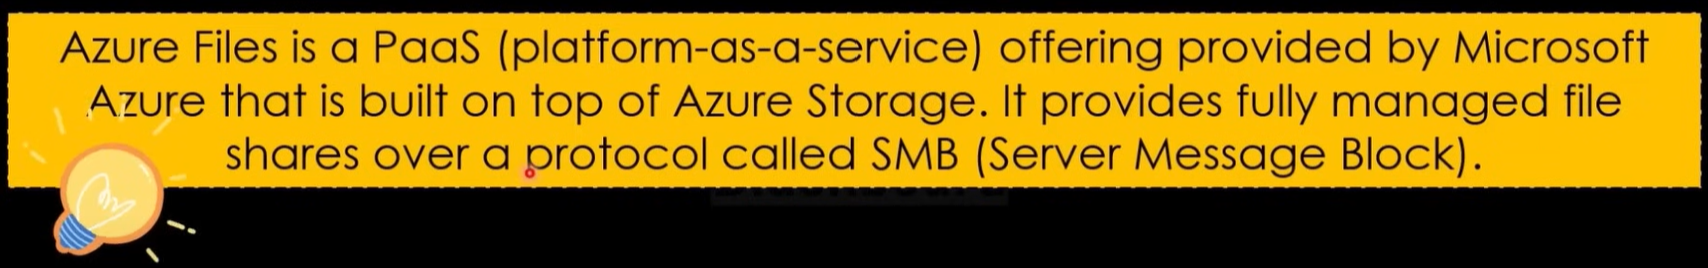 Azure Files is a PaaS (platform-as-a-service) offering provided by Microsoft
Azure that is built on top of Azure Storage. It provides fully managed file
shares over a protocol called SMB (Server Message Block).